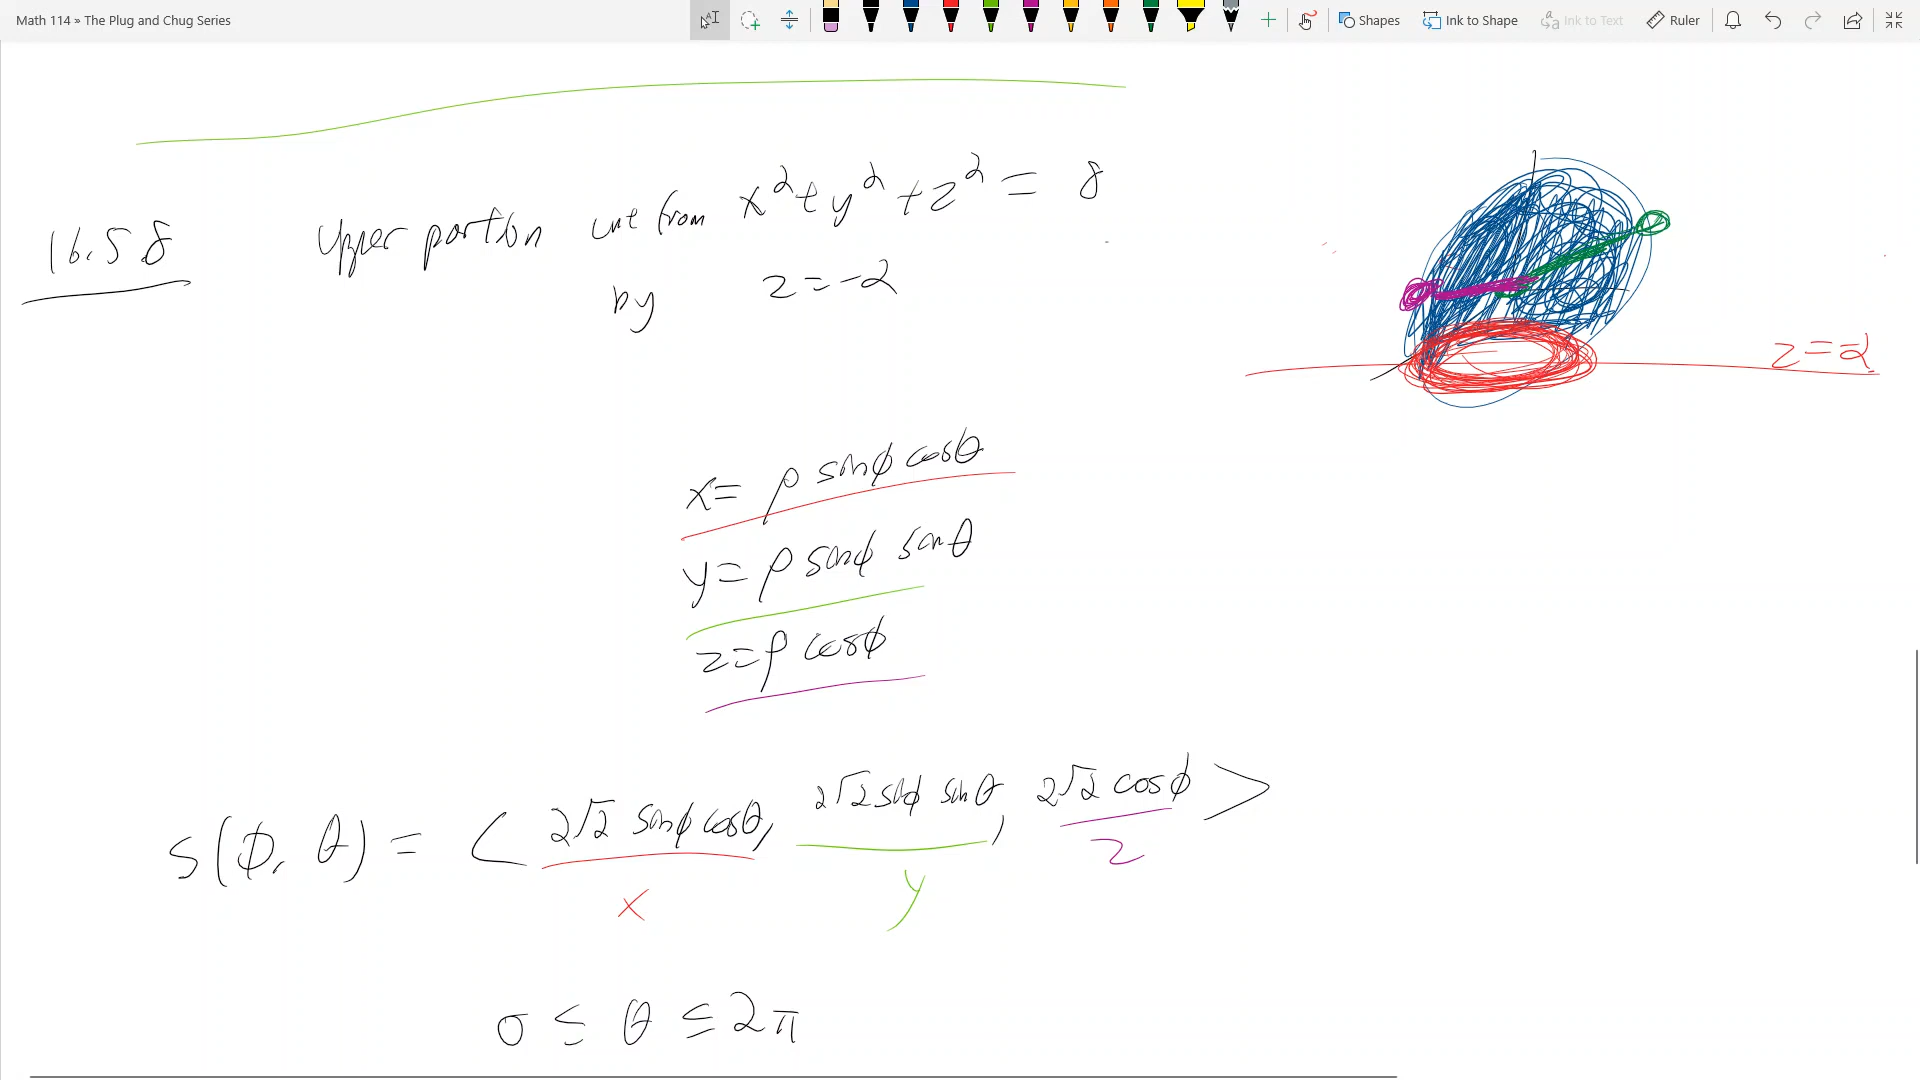 Math 114 » The Plug and Chug Series
Shapes
Ink to Shape
Ink to Text
Ruler
16.5 8
Upper portion cut from x² + y² + z² = 8
by z = -2
z = -2
x = ρ sinφ cosθ
y = ρ sinφ sinθ
z = ρ cosφ
S(φ, θ) = < 2√2 sinφ cosθ, 2√2 sinφ sinθ, 2√2 cosφ >
x y z
0 ≤ θ ≤ 2π